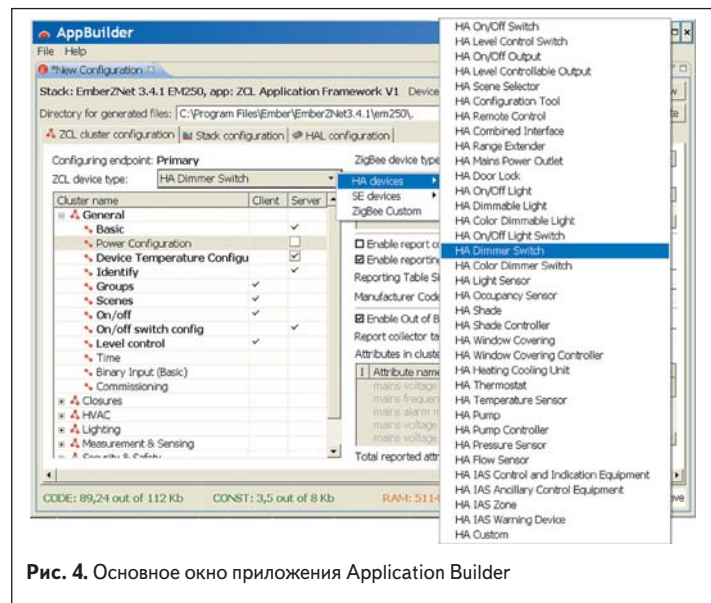 AppBuilder
File Help
*New Configuration
Stack: EmberZNet 3.4.1 EM250, app: ZCL Application Framework V1 Device
Directory for generated files: C:\Program Files\Ember\EmberZNet3.4.1\em250\.
ZCL cluster configuration Stack configuration HAL configuration
Configuring endpoint: Primary
ZigBee device type
ZCL device type: HA Dimmer Switch
HA devices
SE devices
ZigBee Custom
Cluster name Client Server
General
Basic
Power Configuration
Device Temperature Configu
Identify
Groups
Scenes
On/off
On/off switch config
Level control
Time
Binary Input (Basic)
Commissioning
Closures
HVAC
Lighting
Measurement & Sensing
Security & Safety
Enable report co
Enable reporting
Reporting Table Si
Manufacturer Code
Enable Out of B
Report collector ta
Attributes in cluste
I Attribute name
mains voltage
mains frequen
mains alarm m
mains voltage
mains voltage
Total reported attr
CODE: 89,24 out of 112 Kb CONST: 3,5 out of 8 Kb RAM: 5114
HA On/Off Switch
HA Level Control Switch
HA On/Off Output
HA Level Controllable Output
HA Scene Selector
HA Configuration Tool
HA Remote Control
HA Combined Interface
HA Range Extender
HA Mains Power Outlet
HA Door Lock
HA On/Off Light
HA Dimmable Light
HA Color Dimmable Light
HA On/Off Light Switch
HA Dimmer Switch
HA Color Dimmer Switch
HA Light Sensor
HA Occupancy Sensor
HA Shade
HA Shade Controller
HA Window Covering
HA Window Covering Controller
HA Heating Cooling Unit
HA Thermostat
HA Temperature Sensor
HA Pump
HA Pump Controller
HA Pressure Sensor
HA Flow Sensor
HA IAS Control and Indication Equipment
HA IAS Ancillary Control Equipment
HA IAS Zone
HA IAS Warning Device
HA Custom
Рис. 4. Основное окно приложения Application Builder